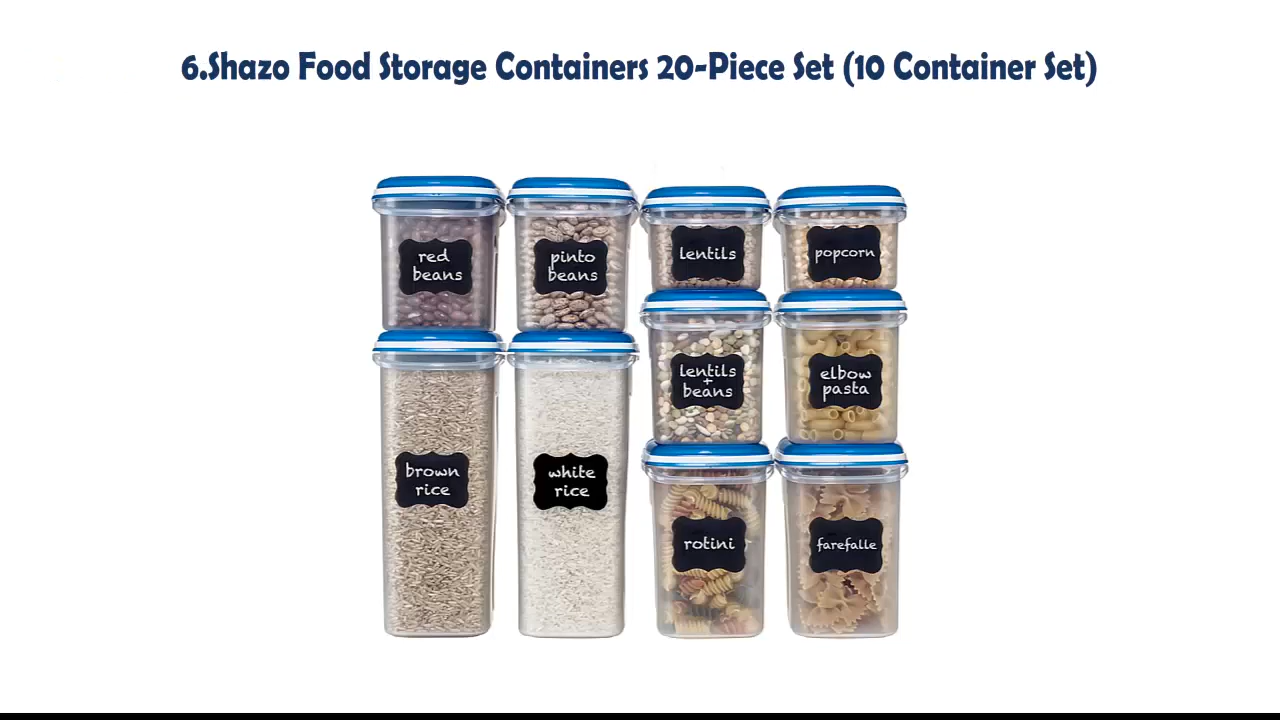 6.Shazo Food Storage Containers 20-Piece Set (10 Container Set)
red
beans
pinto
beans
lentils
popcorn
lentils
+
beans
elbow
pasta
brown
rice
white
rice
rotini
farefalle